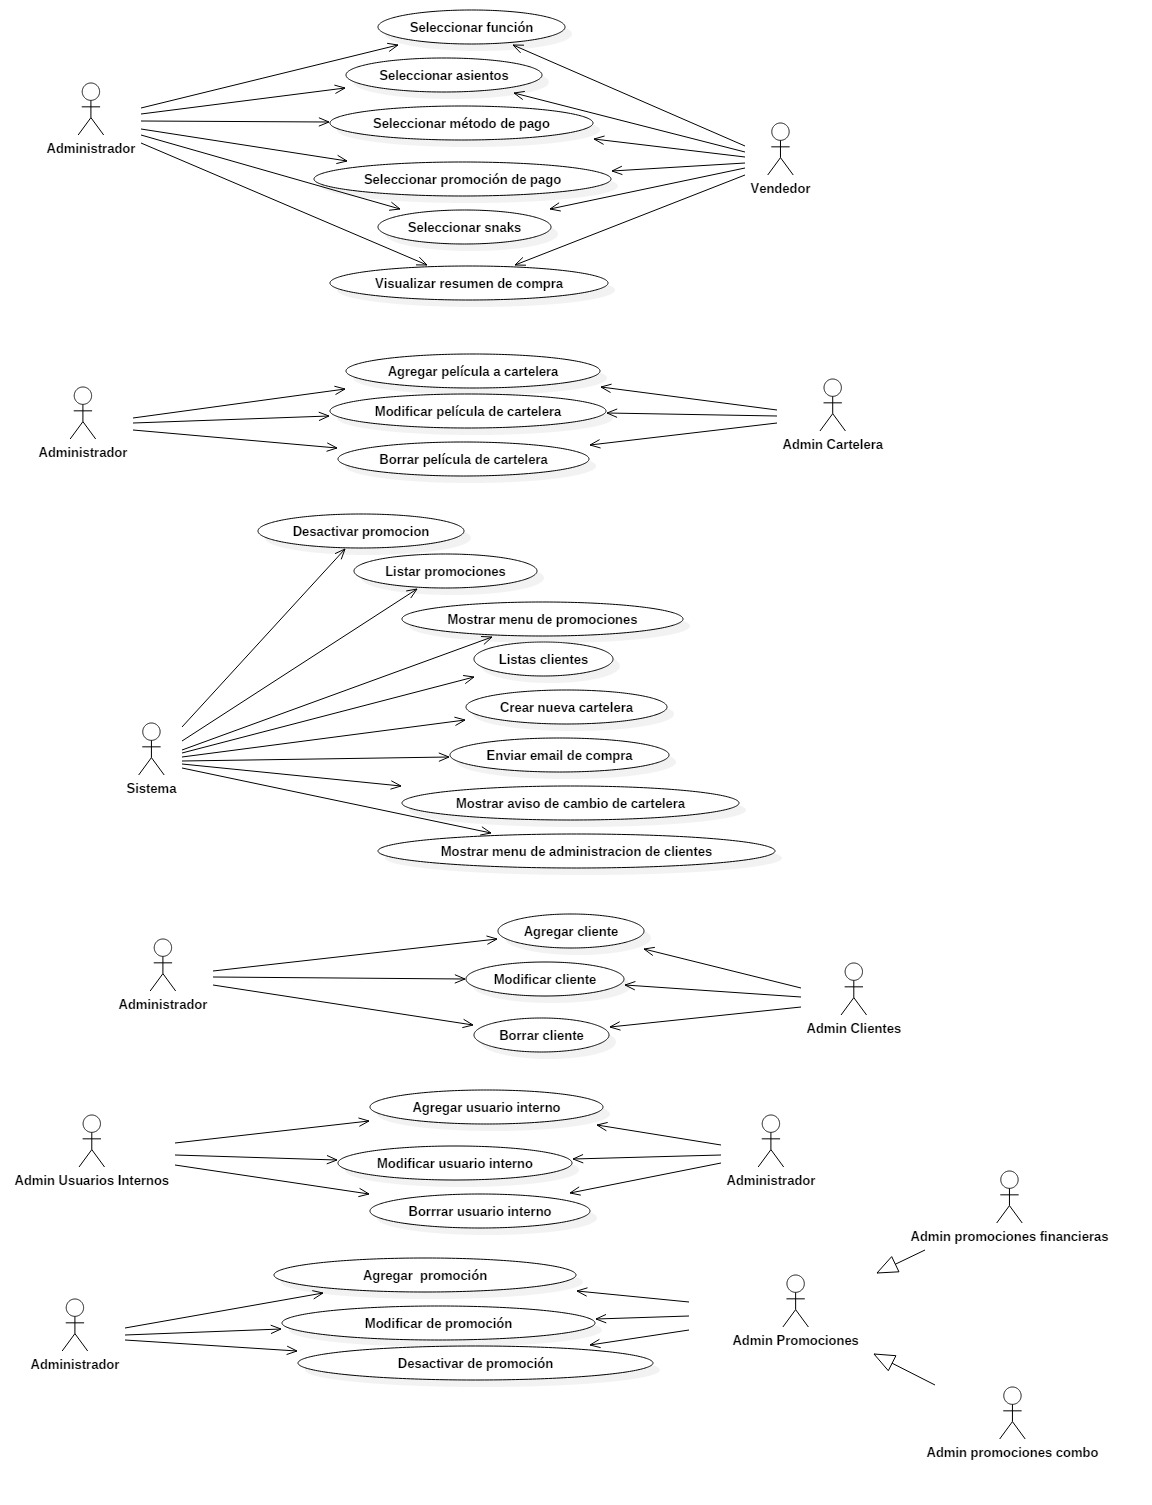 Seleccionar función
Seleccionar asientos
Seleccionar método de pago
Administrador
Seleccionar promoción de pago
Vendedor
Seleccionar snaks
Visualizar resumen de compra
Agregar película a cartelera
Modificar película de cartelera
Administrador
Admin Cartelera
Borrar película de cartelera
Desactivar promocion
Listar promociones
Mostrar menu de promociones
Listas clientes
Crear nueva cartelera
Enviar email de compra
Sistema
Mostrar aviso de cambio de cartelera
Mostrar menu de administracion de clientes
Agregar cliente
Modificar cliente
Administrador
Admin Clientes
Borrar cliente
Agregar usuario interno
Modificar usuario interno
Admin Usuarios Internos
Administrador
Borrrar usuario interno
Admin promociones financieras
Agregar  promoción
Modificar de promoción
Admin Promociones
Administrador
Desactivar de promoción
Admin promociones combo